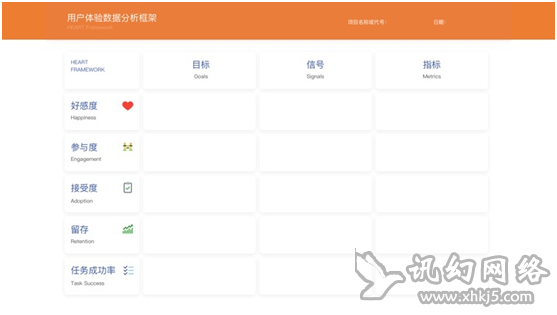 用户体验数据分析框架
HEART Framework
项目名称或代号：
日期：
HEART
FRAMEWORK
目标
Goals
信号
Signals
指标
Metrics
好感度
Happiness
参与度
Engagement
接受度
Adoption
留存
Retention
任务成功率
Task Success
讯幻网络
www.xhkj5.com